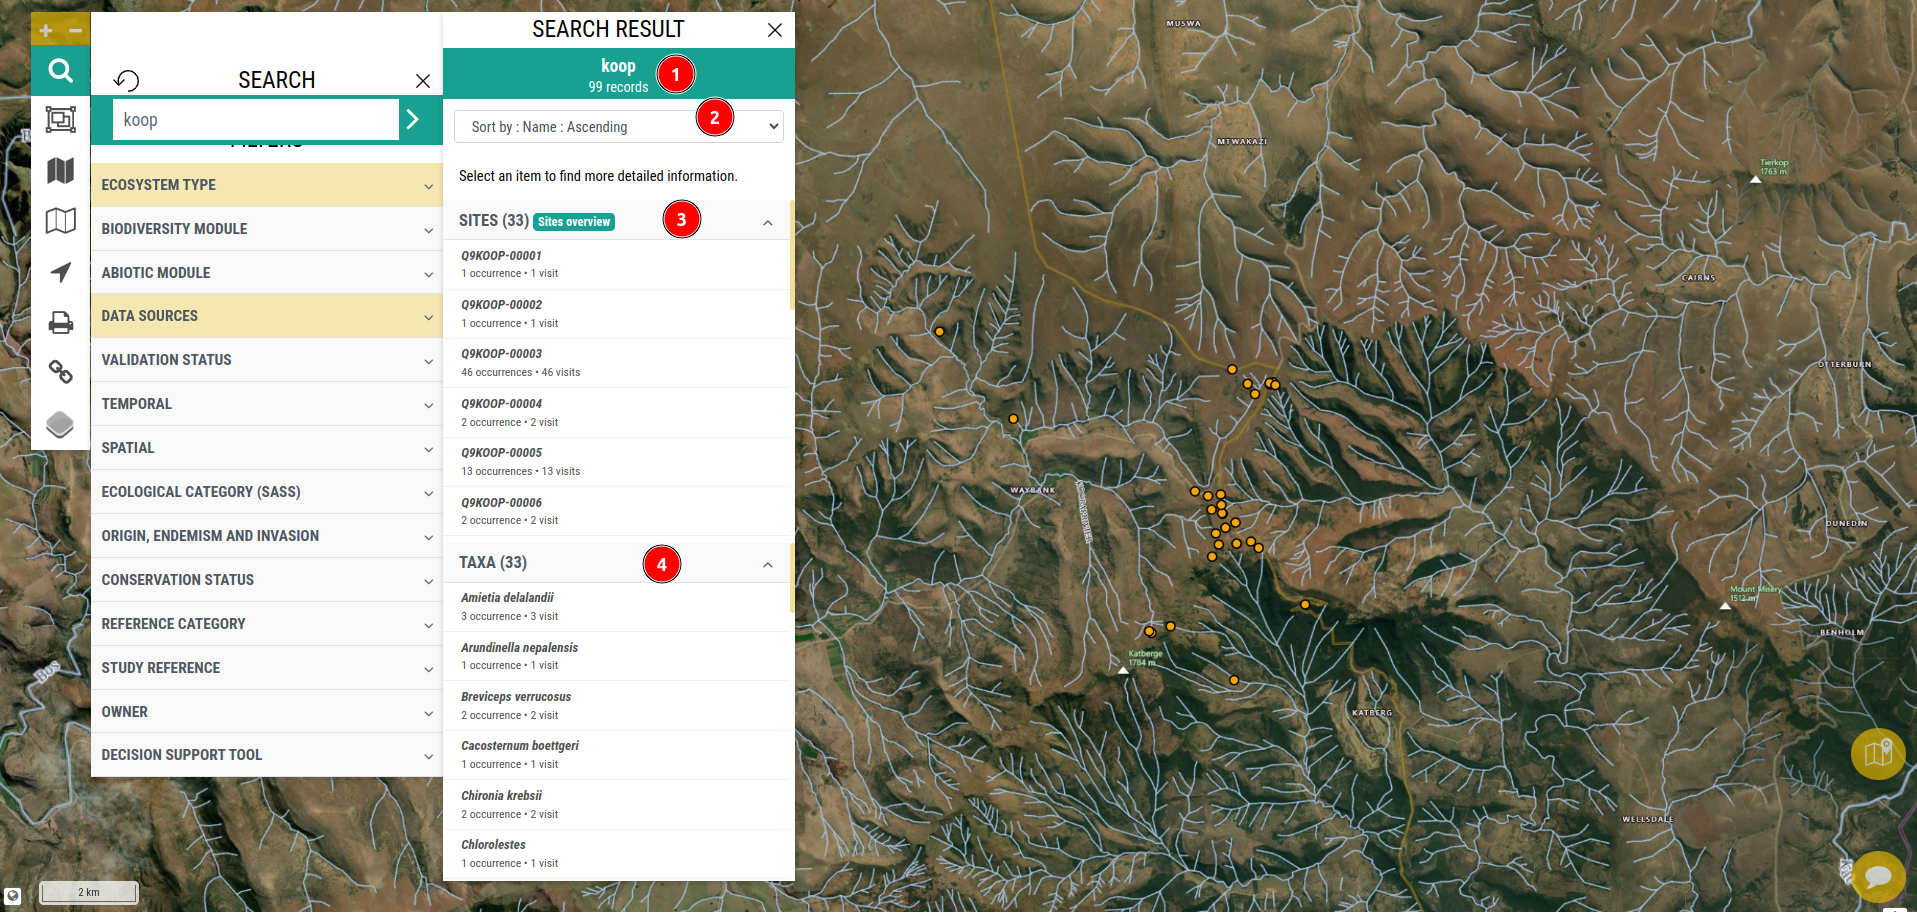 SEARCH
koop
ECOSYSTEM TYPE
BIODIVERSITY MODULE
ABIOTIC MODULE
DATA SOURCES
VALIDATION STATUS
TEMPORAL
SPATIAL
ECOLOGICAL CATEGORY (SASS)
ORIGIN, ENDEMISM AND INVASION
CONSERVATION STATUS
REFERENCE CATEGORY
STUDY REFERENCE
OWNER
DECISION SUPPORT TOOL
SEARCH RESULT
koop
99 records
1
Sort by : Name : Ascending
2
Select an item to find more detailed information.
SITES (33) Sites overview
3
Q9KOOP-00001
1 occurrence • 1 visit
Q9KOOP-00002
1 occurrence • 1 visit
Q9KOOP-00003
46 occurrences • 46 visits
Q9KOOP-00004
2 occurrence • 2 visit
Q9KOOP-00005
13 occurrences • 13 visits
Q9KOOP-00006
2 occurrence • 2 visit
TAXA (33)
4
Amietia delalandii
3 occurrence • 3 visit
Arundinella nepalensis
1 occurrence • 1 visit
Breviceps verrucosus
2 occurrence • 2 visit
Cacosternum boettgeri
1 occurrence • 1 visit
Chironia krebsii
2 occurrence • 2 visit
Chlorolestes
1 occurrence • 1 visit
MUSWA
MTWAKAZI
Tierkop
1763 m
CAIRNS
OTTERBURN
WAYBANK
DUNEDIN
Mount Misery
1512 m
BENHOLM
Katberge
1784 m
KATBERG
WELLSDALE
Bus
2 km